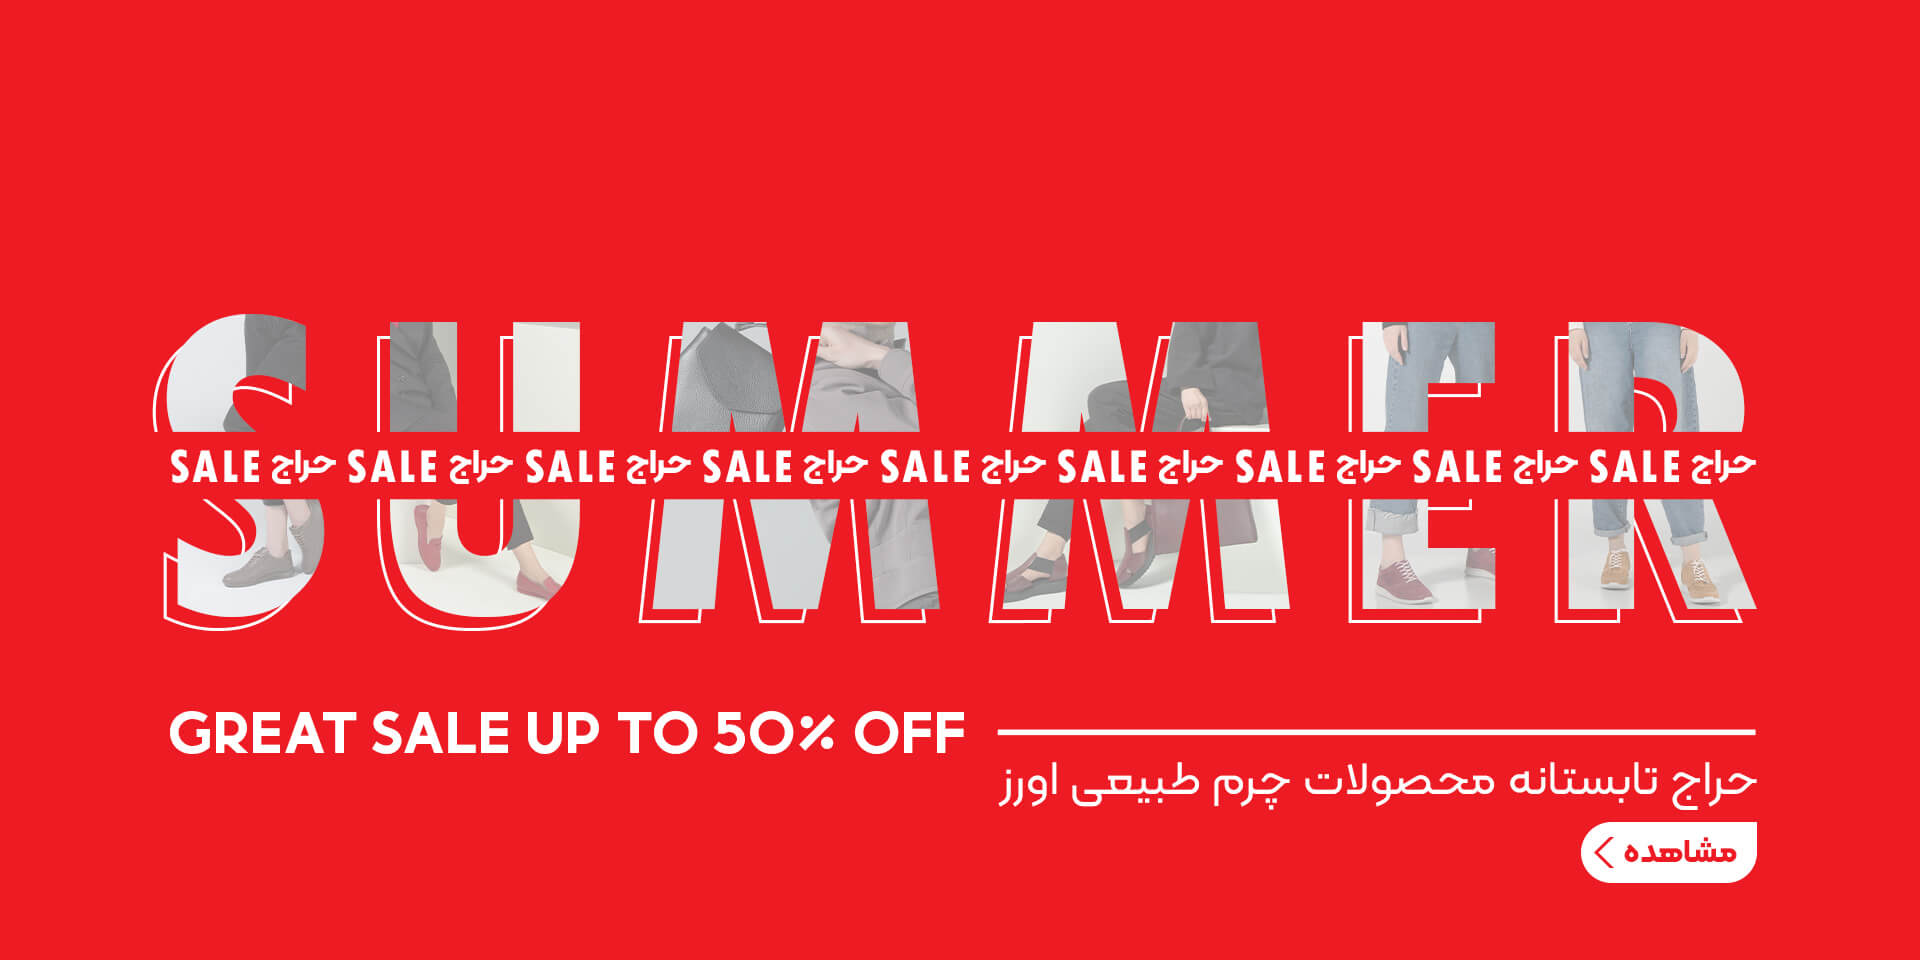 SUMMER
SALE حراج SALE حراج SALE حراج SALE حراج SALE حراج SALE حراج SALE حراج SALE حراج SALE حراج
GREAT SALE UP TO 50% OFF
حراج تابستانه محصولات چرم طبیعی اورز
مشاهده